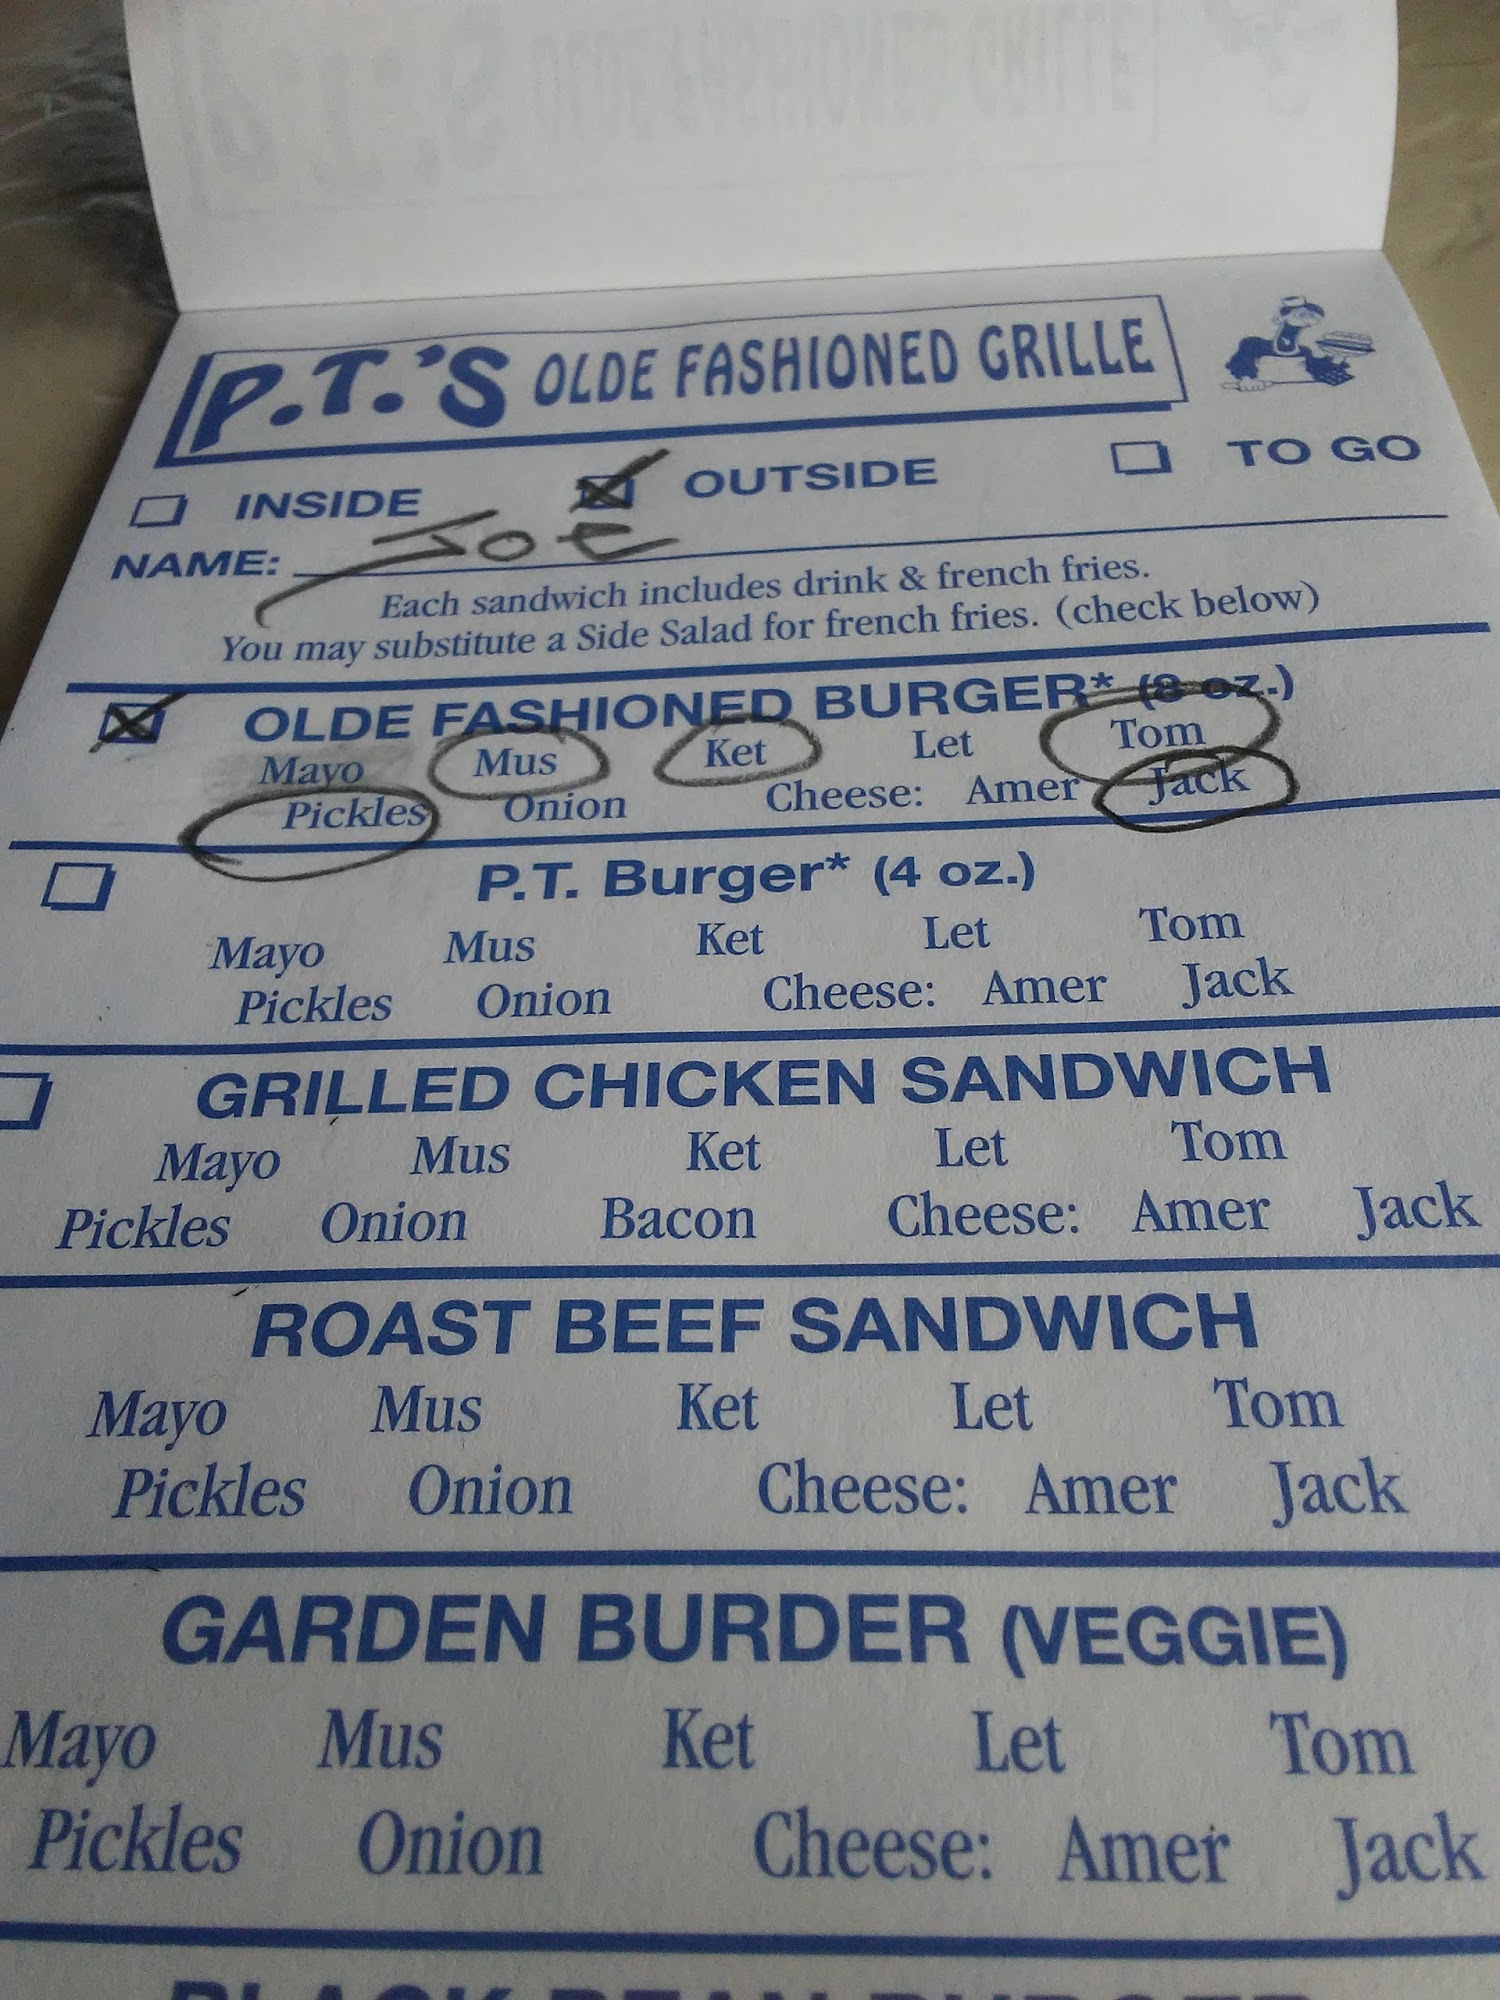 P.T.'S OLDE FASHIONED GRILLE
INSIDE OUTSIDE TO GO
NAME: Joe
Each sandwich includes drink & french fries.
You may substitute a Side Salad for french fries. (check below)
OLDE FASHIONED BURGER* (8 oz.)
Mayo Mus Ket Let Tom
Pickles Onion Cheese: Amer Jack
P.T. Burger* (4 oz.)
Mayo Mus Ket Let Tom
Pickles Onion Cheese: Amer Jack
GRILLED CHICKEN SANDWICH
Mayo Mus Ket Let Tom
Pickles Onion Bacon Cheese: Amer Jack
ROAST BEEF SANDWICH
Mayo Mus Ket Let Tom
Pickles Onion Cheese: Amer Jack
GARDEN BURDER (VEGGIE)
Mayo Mus Ket Let Tom
Pickles Onion Cheese: Amer Jack
BLACK BEAN BURGER